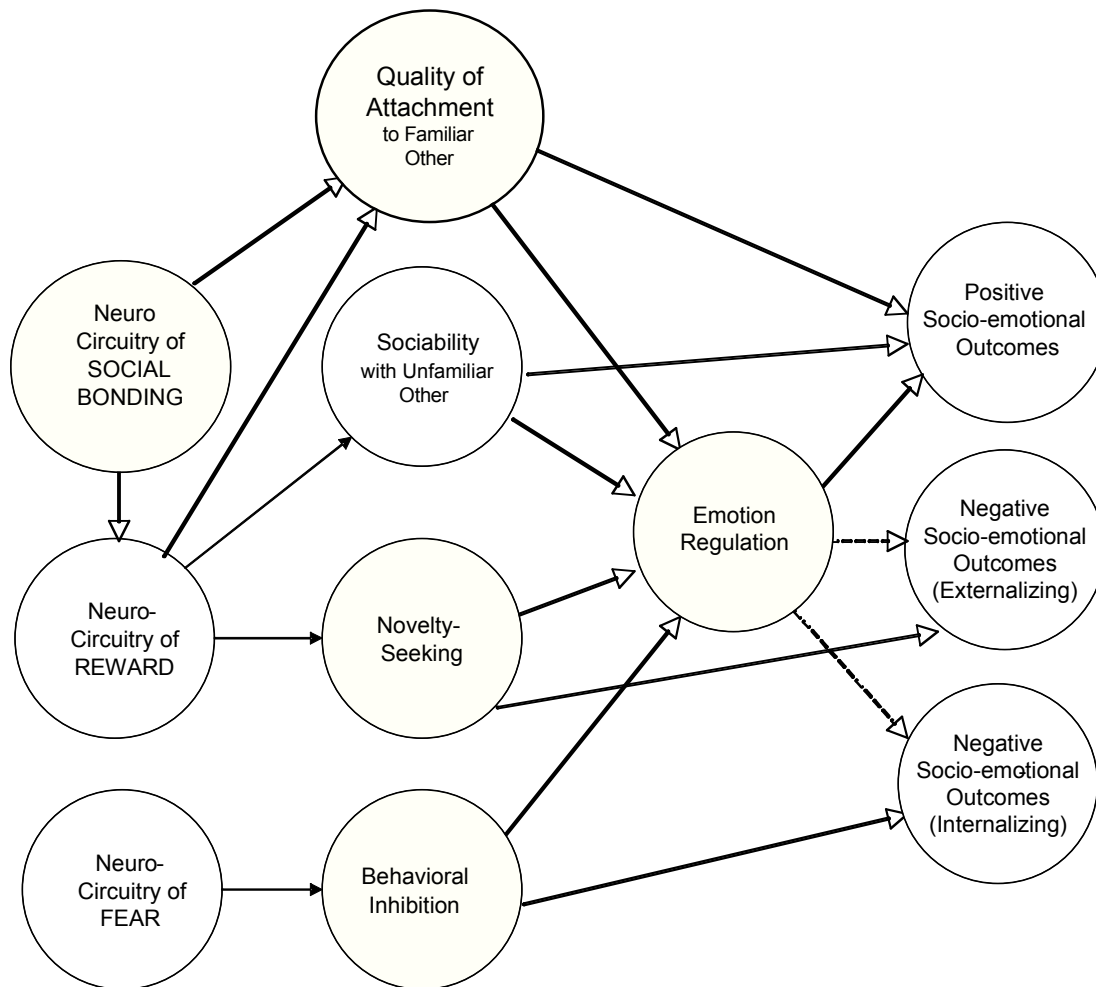 Quality of
Attachment
to Familiar
Other
Neuro
Circuitry of
SOCIAL
BONDING
Sociability
with Unfamiliar
Other
Positive
Socio-emotional
Outcomes
Emotion
Regulation
Negative
Socio-emotional
Outcomes
(Externalizing)
Neuro-
Circuitry of
REWARD
Novelty-
Seeking
Negative
Socio-emotional
Outcomes
(Internalizing)
Neuro-
Circuitry of
FEAR
Behavioral
Inhibition